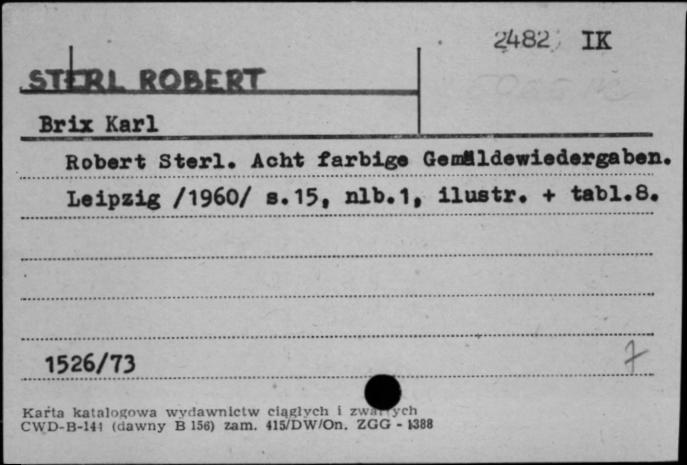 2482 IK
STERL ROBERT
Brix Karl
Robert Sterl. Acht farbige Gemäldewiedergaben.
Leipzig /1960/ s.15, nlb.1, ilustr. + tabl.8.
1526/73
7
Karta katalogowa wydawnictw ciągłych i zwartych
CWD-B-141 (dawny B 156) zam. 415/DW/On. ZGG - 1388